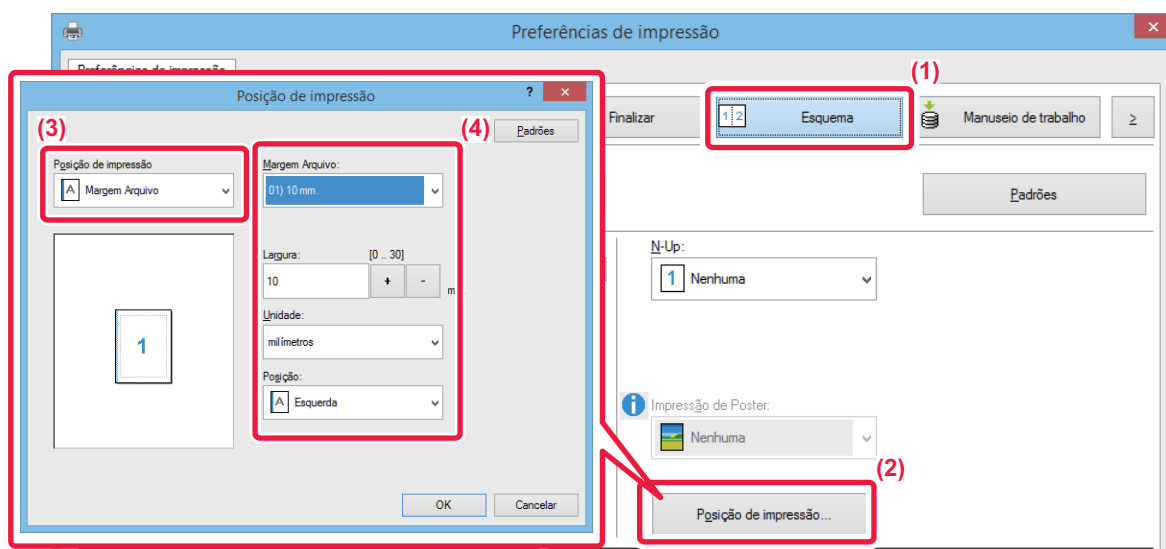 Preferências de impressão
Preferências de impressão
(1)
Finalizar
1 2
Esquema
Manuseio de trabalho
≥
Padrões
N-Up:
1 Nenhuma
Impressão de Poster:
Nenhuma
(2)
Posição de impressão...
Posição de impressão
?
(3)
(4)
Padrões
Posição de impressão
A Margem Arquivo
Margem Arquivo:
01) 10 mm.
Largura: [0 .. 30]
10 + -
m
Unidade:
milímetros
Posição:
A Esquerda
1
OK
Cancelar